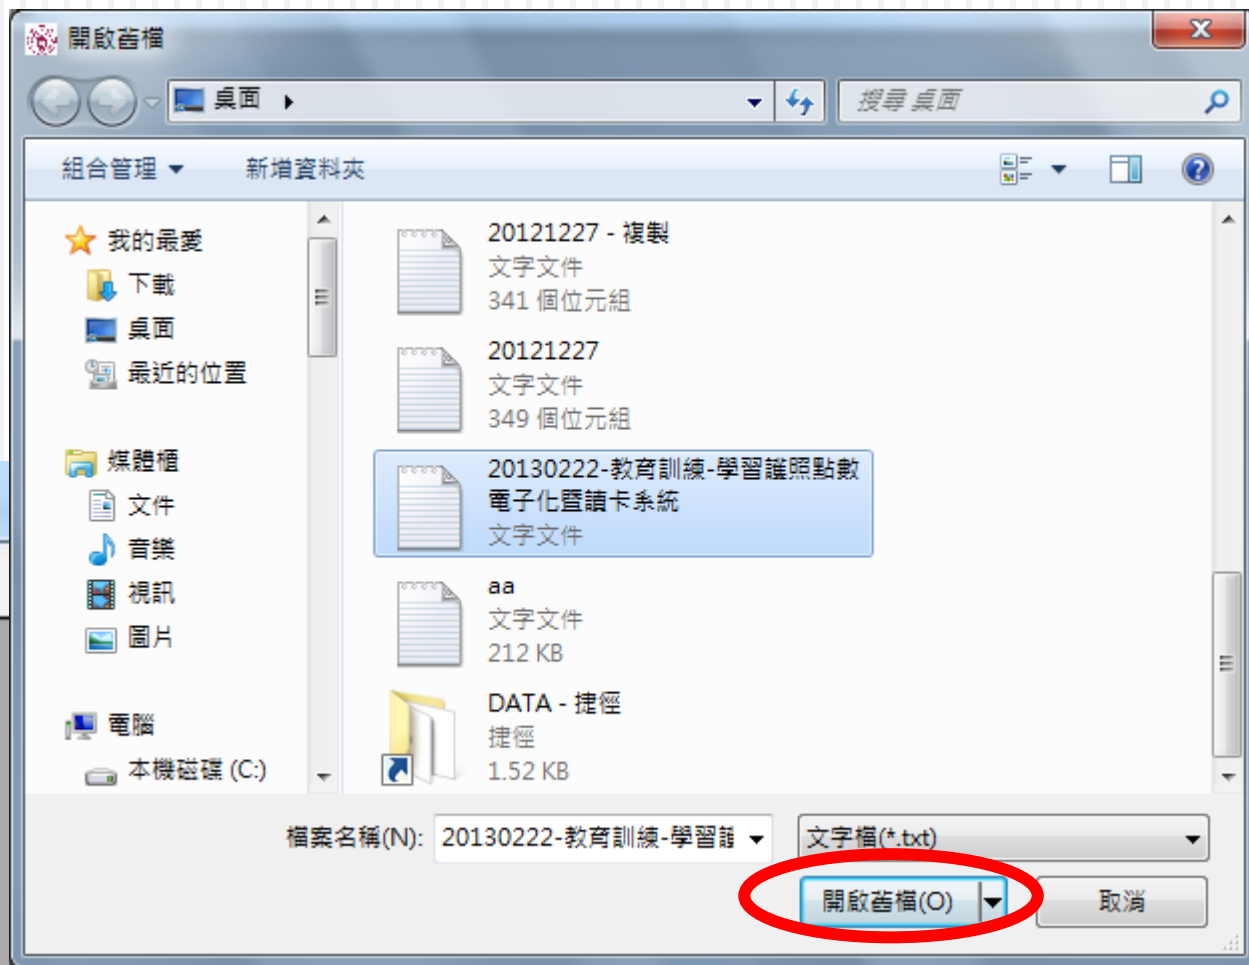 開啟舊檔
桌面
搜尋 桌面
組合管理
新增資料夾
我的最愛
下載
桌面
最近的位置
媒體櫃
文件
音樂
視訊
圖片
電腦
本機磁碟 (C:)
20121227 - 複製
文字文件
341 個位元組
20121227
文字文件
349 個位元組
20130222-教育訓練-學習護照點數
電子化暨讀卡系統
文字文件
aa
文字文件
212 KB
DATA - 捷徑
捷徑
1.52 KB
檔案名稱(N):
20130222-教育訓練-學習護
文字檔(*.txt)
開啟舊檔(O)
取消